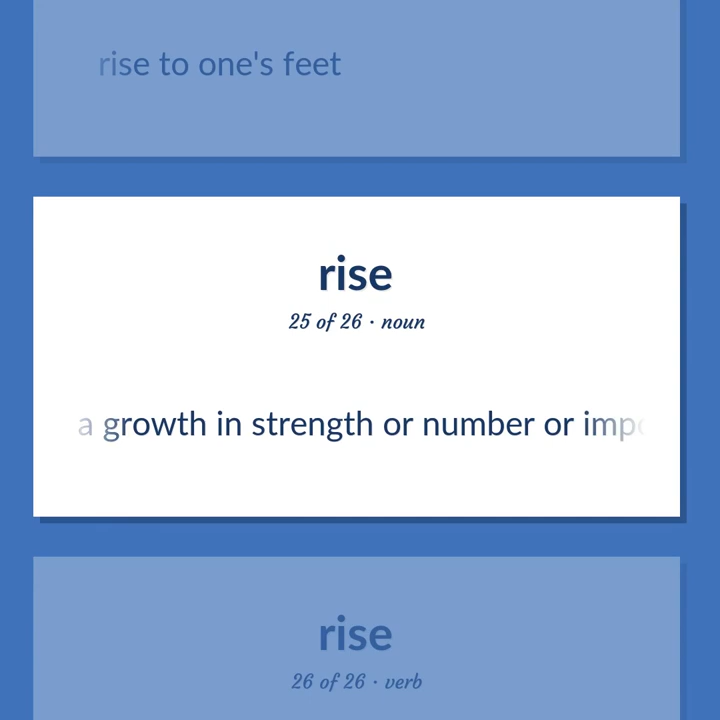 rise to one's feet
rise
25 of 26 · noun
a growth in strength or number or
rise
26 of 26 · verb